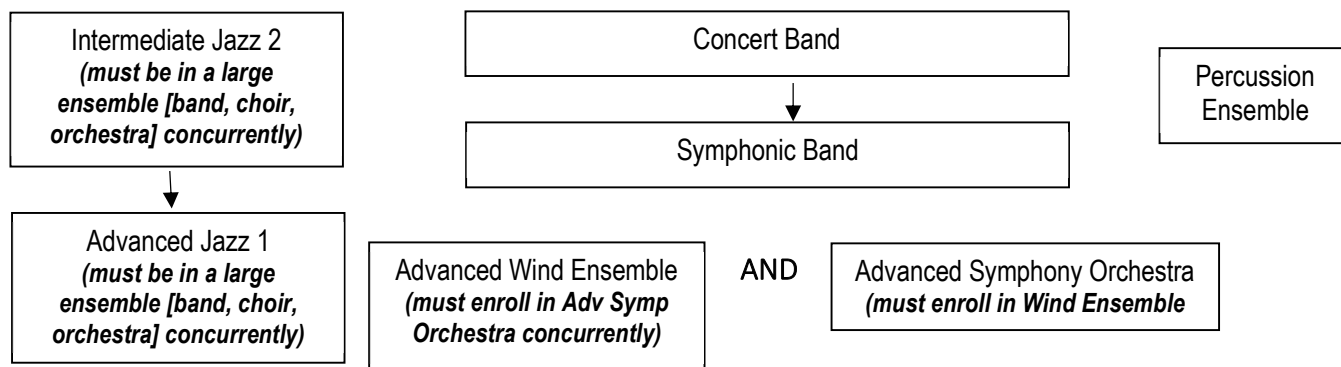 Intermediate Jazz 2
(must be in a large
ensemble [band, choir,
orchestra] concurrently)
Concert Band
Percussion
Ensemble
Symphonic Band
Advanced Jazz 1
(must be in a large
ensemble [band, choir,
orchestra] concurrently)
Advanced Wind Ensemble
(must enroll in Adv Symp
Orchestra concurrently)
AND
Advanced Symphony Orchestra
(must enroll in Wind Ensemble